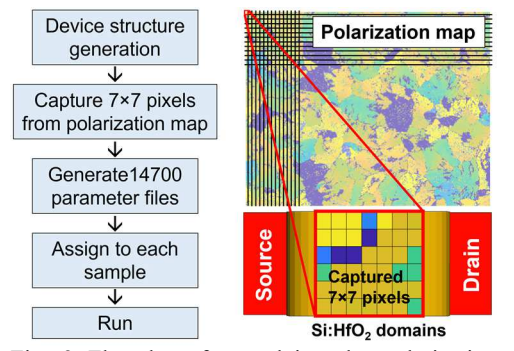 Device structure
generation
Capture 7×7 pixels
from polarization map
Generate14700
parameter files
Assign to each
sample
Run
Polarization map
Source
Captured
7×7 pixels
Drain
Si:HfO₂ domains